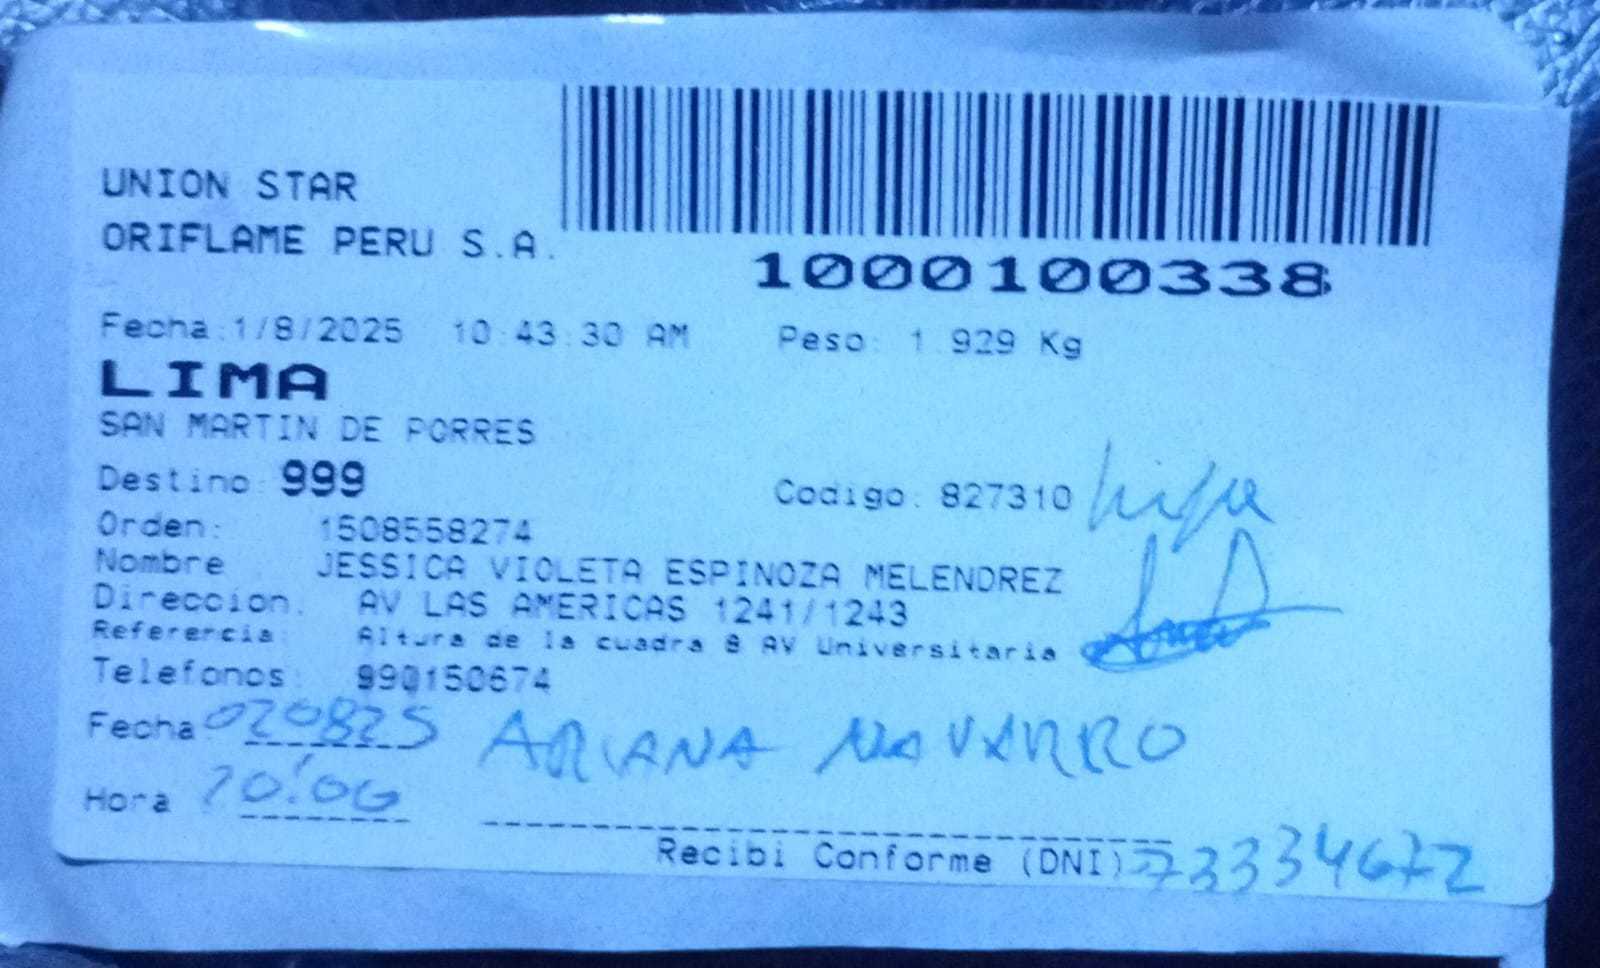 UNION STAR
ORIFLAME PERU S.A.
1000100338
Fecha:1/8/2025 10:43:30 AM Peso: 1.929 Kg
LIMA
SAN MARTIN DE PORRES
Destino: 999 Codigo: 827310 hija
Orden: 1508558274
Nombre : JESSICA VIOLETA ESPINOZA MELENDREZ
Direccion: AV LAS AMERICAS 1241/1243
Referencia: Altura de la cuadra 8 AV Universitaria
Telefonos: 990150674
Fecha: 020825 ARIANA NAVARRO
Hora
Recibi Conforme (DNI) 73334672